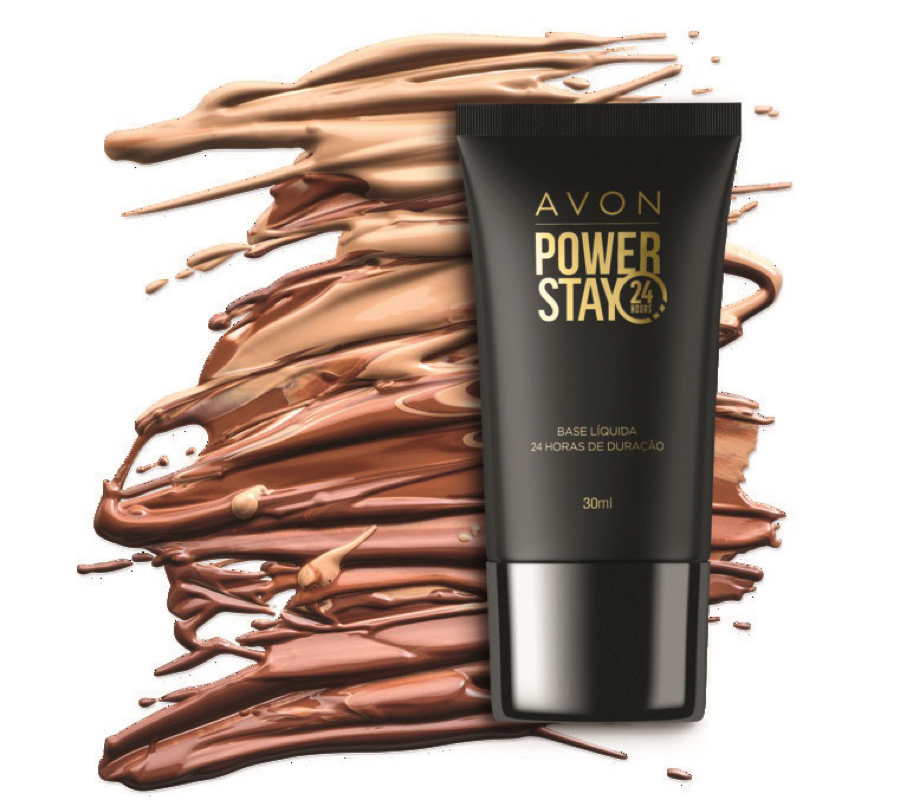 AVON
POWER
STAY 24
HOURS
BASE LÍQUIDA
24 HORAS DE DURAÇÃO
30ml